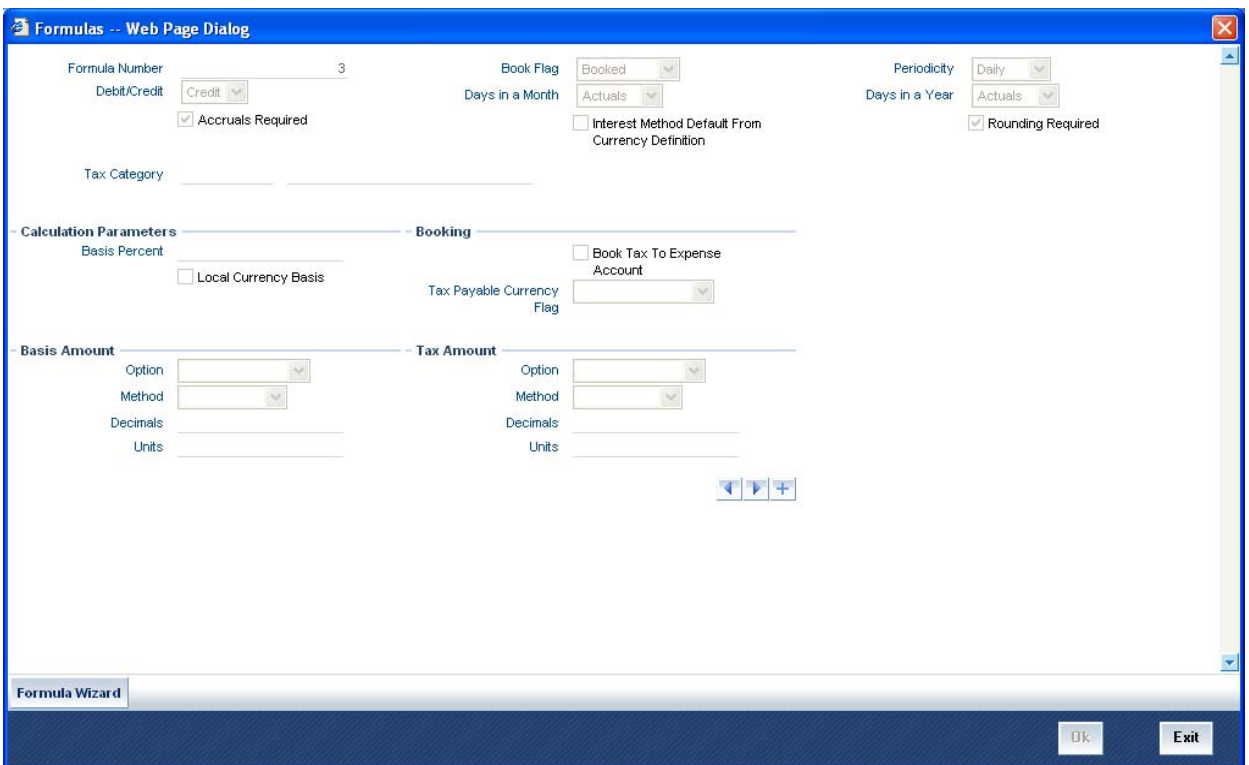 Formulas -- Web Page Dialog
Formula Number 3 Book Flag Booked Periodicity Daily
Debit/Credit Credit Days in a Month Actuals Days in a Year Actuals
Accruals Required Interest Method Default From Rounding Required
Currency Definition
Tax Category
Calculation Parameters Booking
Basis Percent Book Tax To Expense
Account
Local Currency Basis
Tax Payable Currency
Flag
Basis Amount Tax Amount
Option Option
Method Method
Decimals Decimals
Units Units
Formula Wizard
Ok Exit